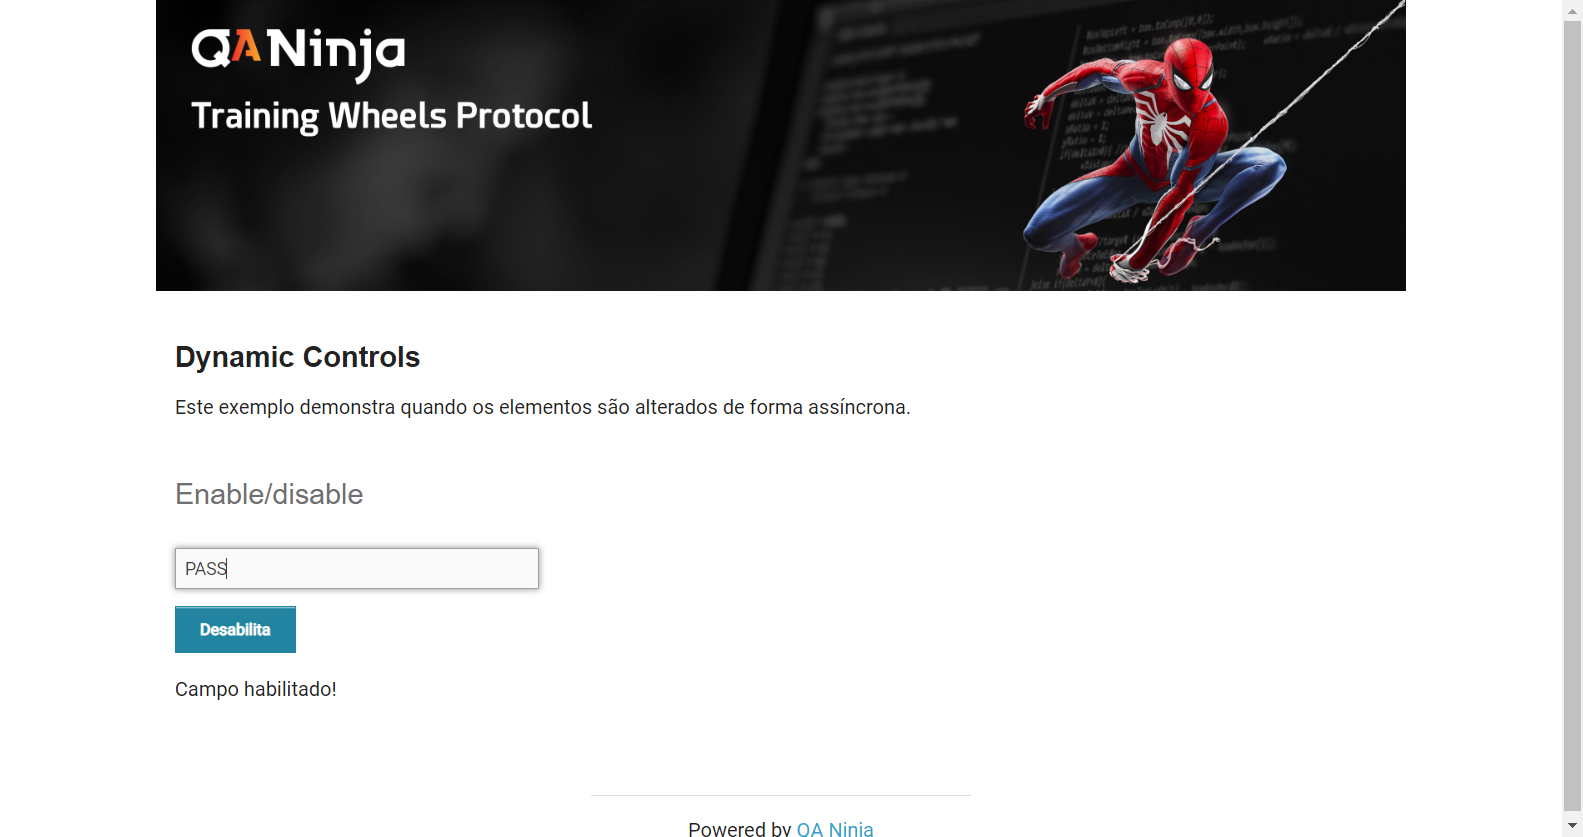 QANinja
Training Wheels Protocol
Dynamic Controls
Este exemplo demonstra quando os elementos são alterados de forma assíncrona.
Enable/disable
PASS
Desabilita
Campo habilitado!
Powered by QA Ninja